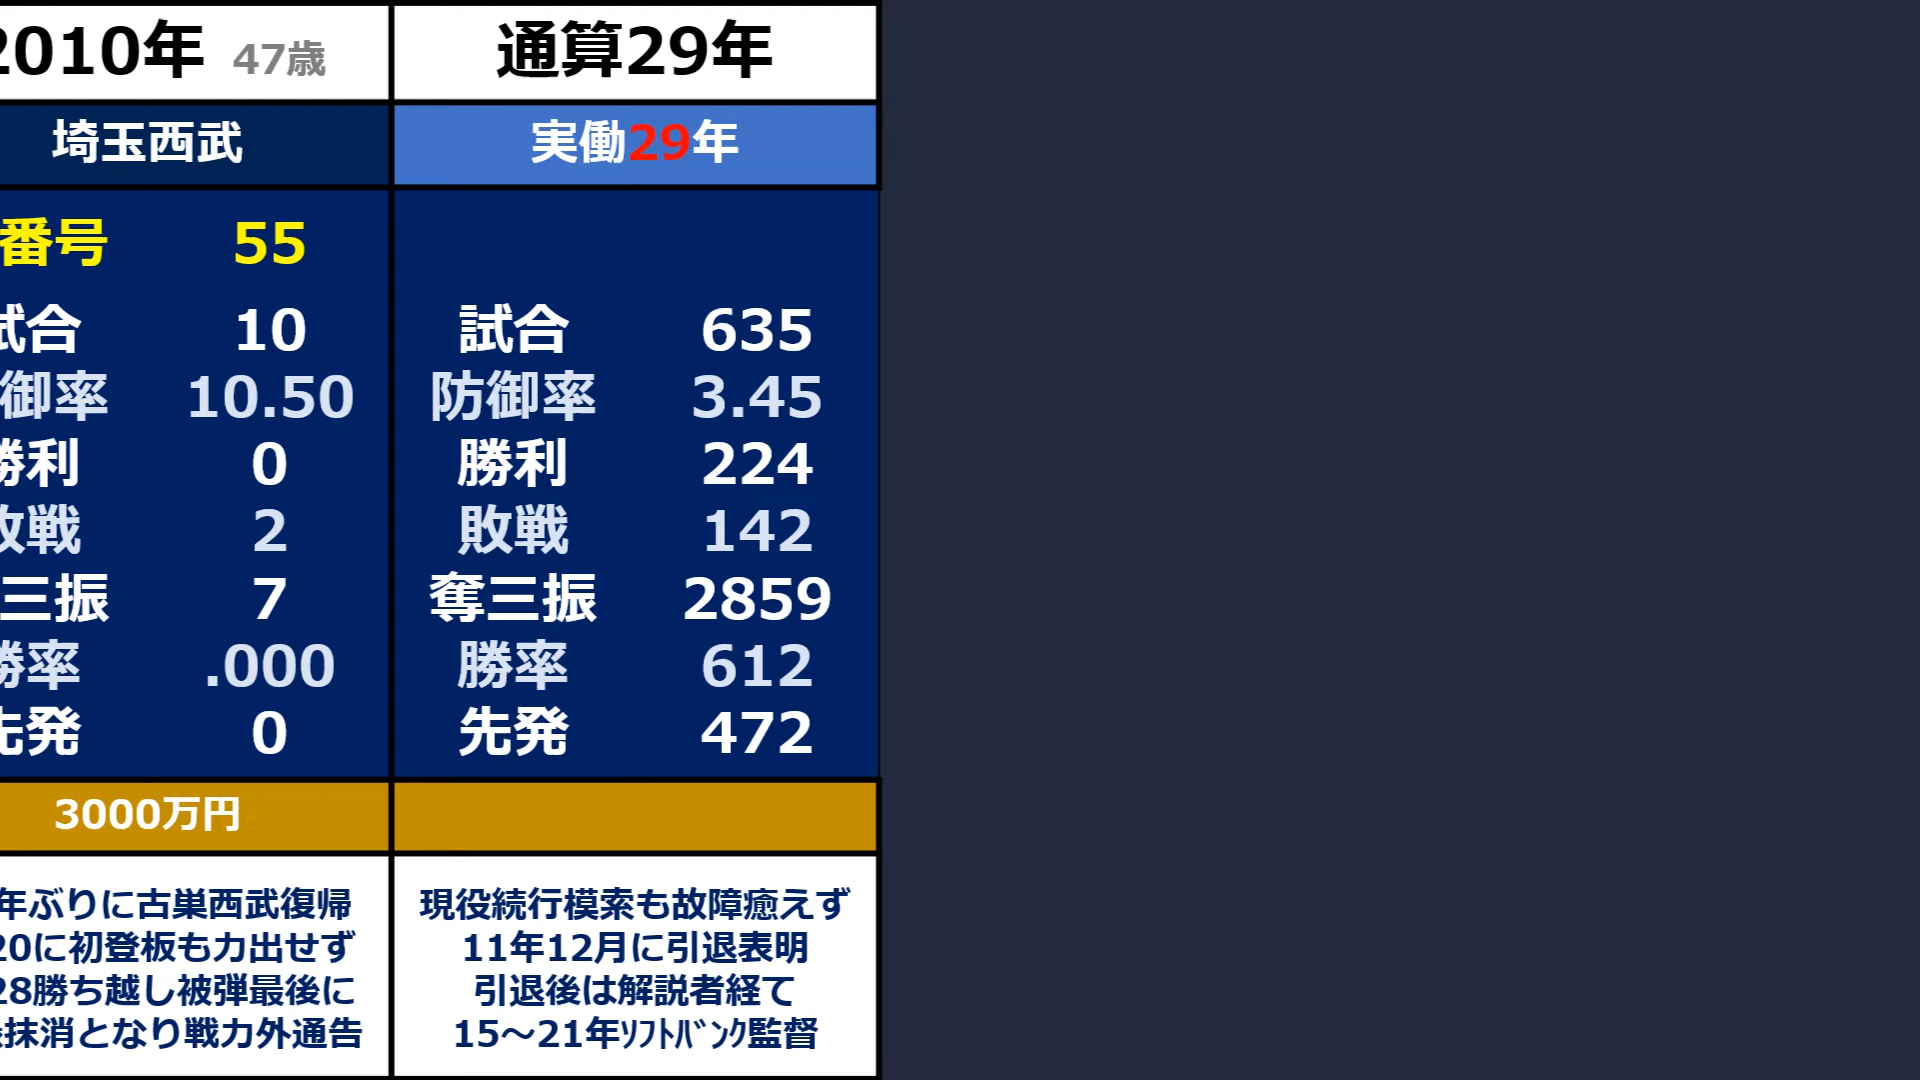 2010年 47歳
埼玉西武
番号 55
試合 10
御率 10.50
勝利 0
敗戦 2
三振 7
勝率 .000
先発 0
3000万円
年ぶりに古巣西武復帰
20に初登板も力出せず
28勝ち越し被弾最後に
抹消となり戦力外通告
通算29年
実働29年
試合 635
防御率 3.45
勝利 224
敗戦 142
奪三振 2859
勝率 612
先発 472
現役続行模索も故障癒えず
11年12月に引退表明
引退後は解説者経て
15～21年ｿﾌﾄﾊﾞﾝｸ監督